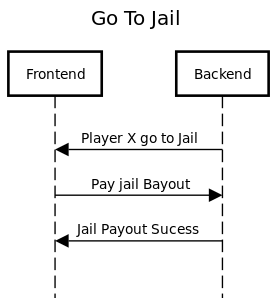 Go To Jail
Frontend
Backend
Player X go to Jail
Pay jail Bayout
Jail Payout Sucess